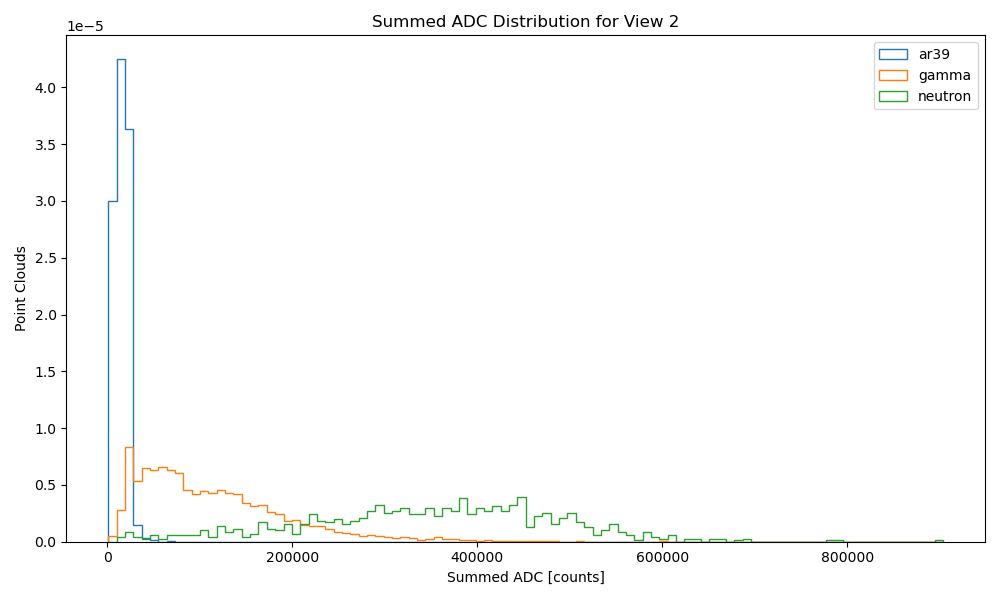 Summed ADC Distribution for View 2
1e−5
ar39
gamma
neutron
4.0
3.5
3.0
2.5
2.0
1.5
1.0
0.5
0.0
Point Clouds
0
200000
400000
600000
800000
Summed ADC [counts]